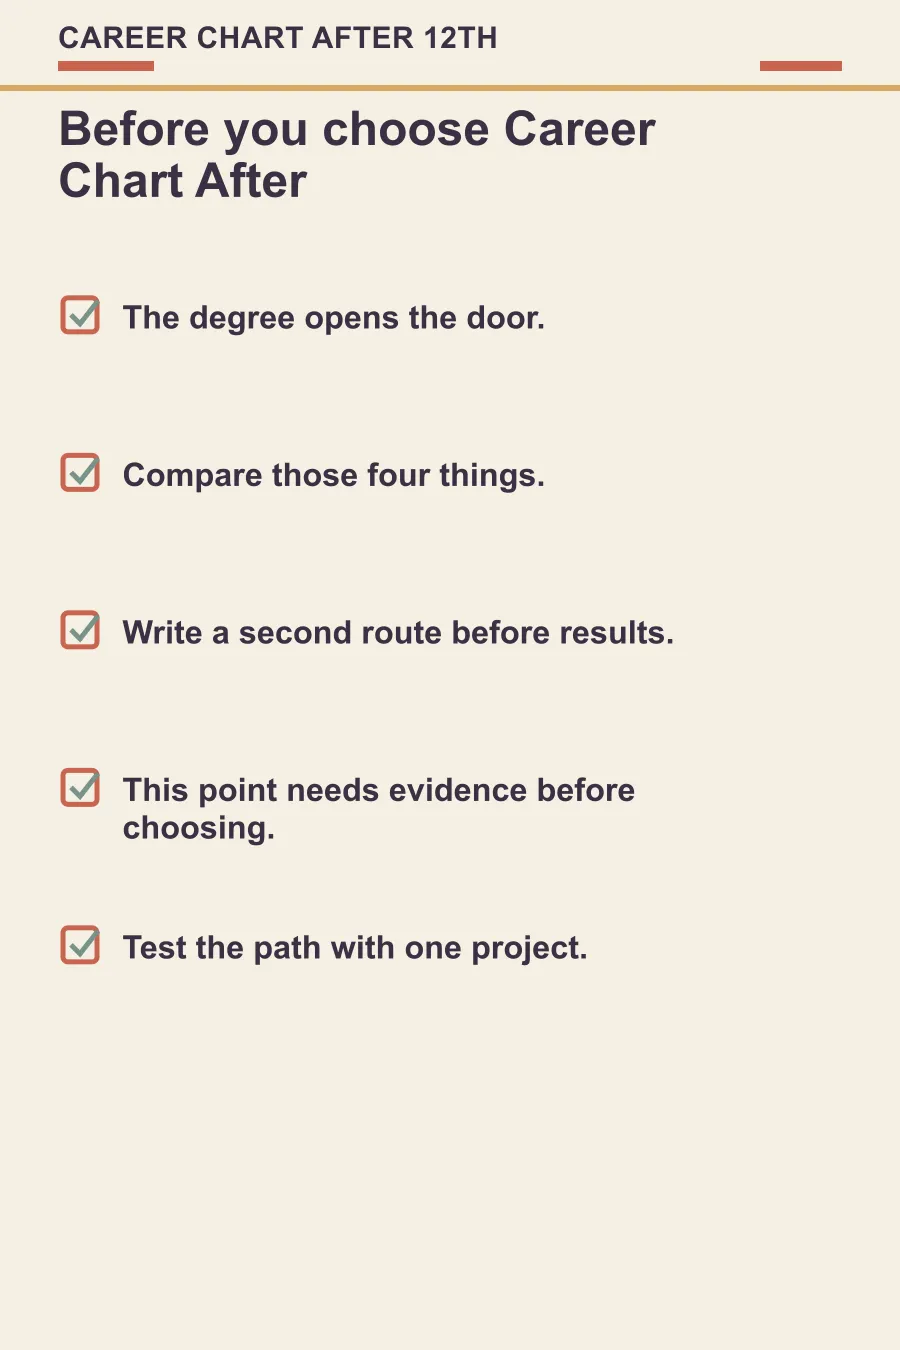 CAREER CHART AFTER 12TH
Before you choose Career
Chart After
The degree opens the door.
Compare those four things.
Write a second route before results.
This point needs evidence before
choosing.
Test the path with one project.